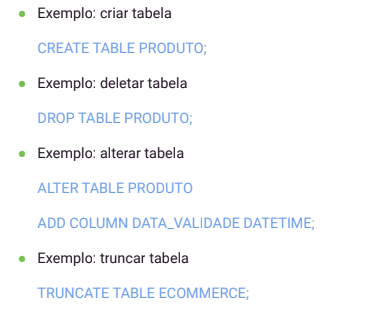 Exemplo: criar tabela
CREATE TABLE PRODUTO;
Exemplo: deletar tabela
DROP TABLE PRODUTO;
Exemplo: alterar tabela
ALTER TABLE PRODUTO
ADD COLUMN DATA_VALIDADE DATETIME;
Exemplo: truncar tabela
TRUNCATE TABLE ECOMMERCE;